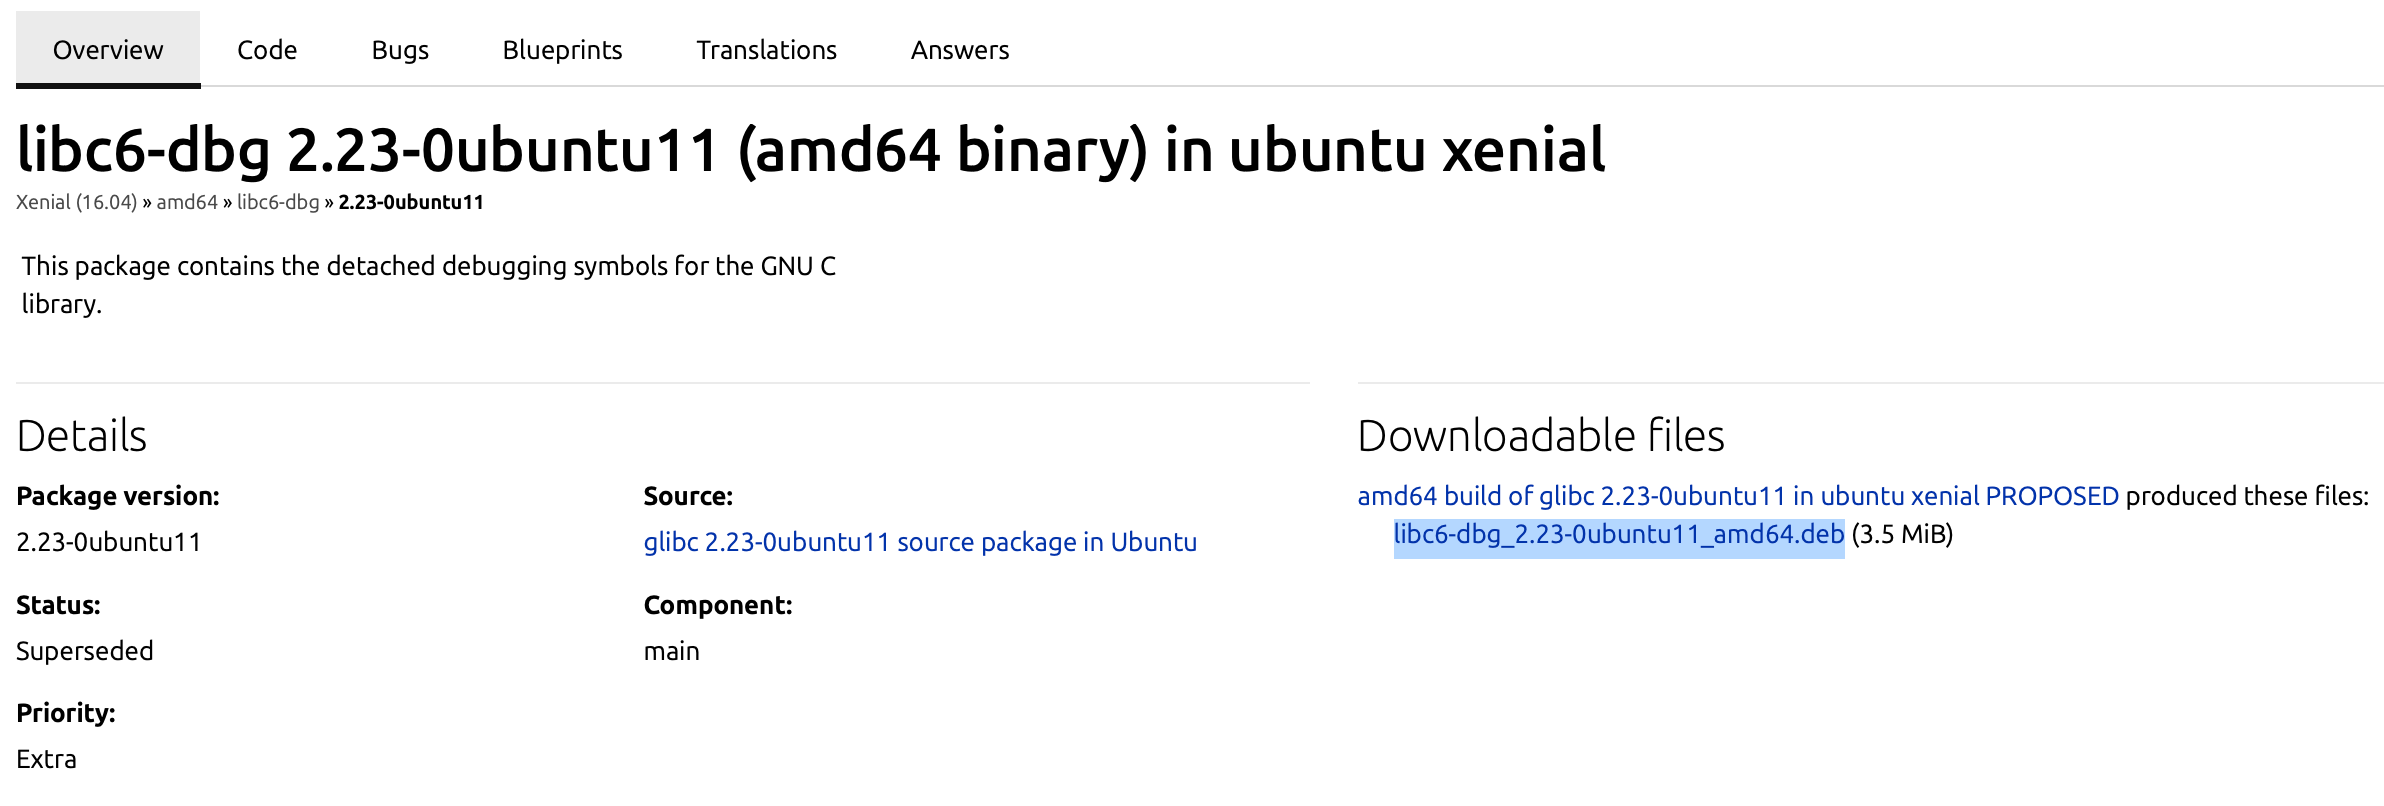 Overview Code Bugs Blueprints Translations Answers
libc6-dbg 2.23-0ubuntu11 (amd64 binary) in ubuntu xenial
Xenial (16.04) » amd64 » libc6-dbg » 2.23-0ubuntu11
This package contains the detached debugging symbols for the GNU C
library.
Details
Package version:
2.23-0ubuntu11
Source:
glibc 2.23-0ubuntu11 source package in Ubuntu
Status:
Superseded
Component:
main
Priority:
Extra
Downloadable files
amd64 build of glibc 2.23-0ubuntu11 in ubuntu xenial PROPOSED produced these files:
libc6-dbg_2.23-0ubuntu11_amd64.deb (3.5 MiB)